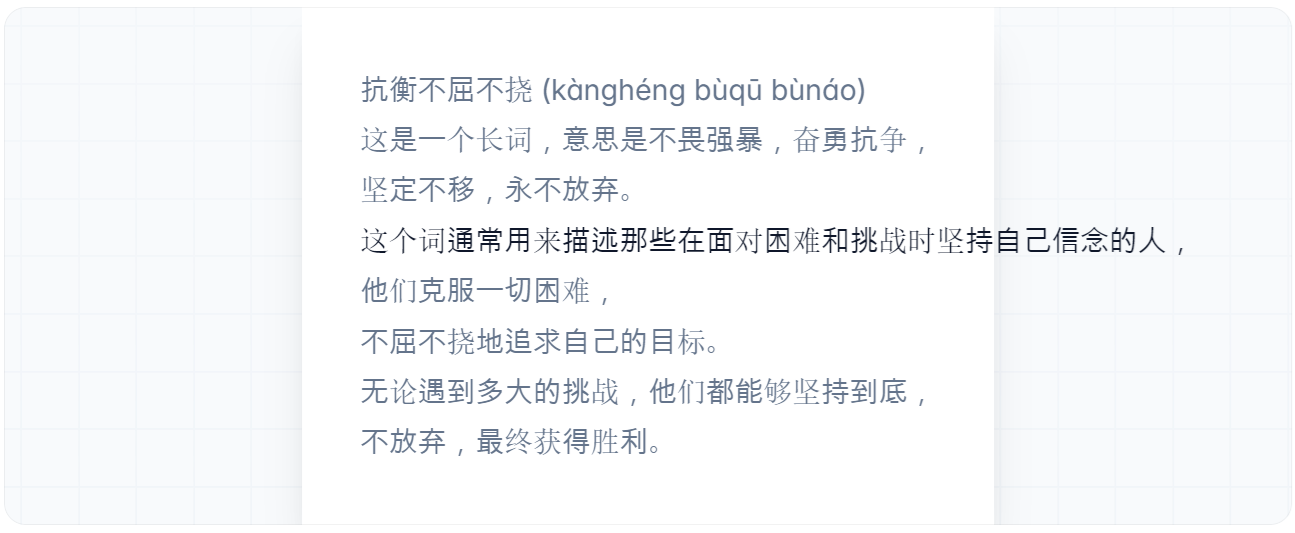 抗衡不屈不挠 (kànghéng bùqū bùnáo)
这是一个长词，意思是不畏强暴，奋勇抗争，
坚定不移，永不放弃。
这个词通常用来描述那些在面对困难和挑战时坚持自己信念的人，
他们克服一切困难，
不屈不挠地追求自己的目标。
无论遇到多大的挑战，他们都能够坚持到底，
不放弃，最终获得胜利。